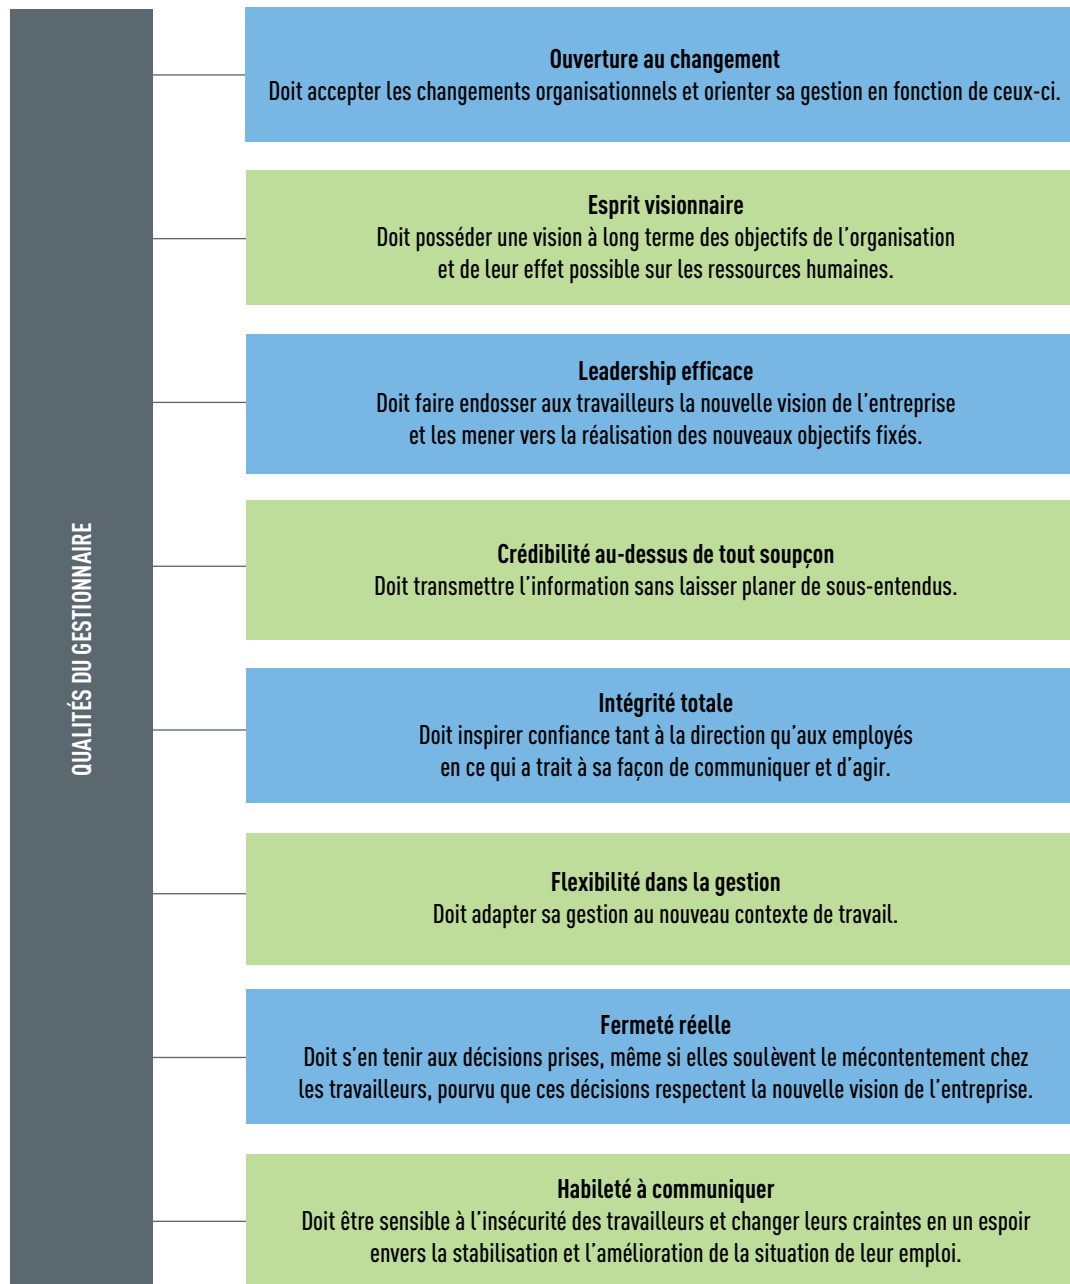 QUALITÉS DU GESTIONNAIRE
Ouverture au changement
Doit accepter les changements organisationnels et orienter sa gestion en fonction de ceux-ci.
Esprit visionnaire
Doit posséder une vision à long terme des objectifs de l'organisation
et de leur effet possible sur les ressources humaines.
Leadership efficace
Doit faire endosser aux travailleurs la nouvelle vision de l'entreprise
et les mener vers la réalisation des nouveaux objectifs fixés.
Crédibilité au-dessus de tout soupçon
Doit transmettre l'information sans laisser planer de sous-entendus.
Intégrité totale
Doit inspirer confiance tant à la direction qu'aux employés
en ce qui a trait à sa façon de communiquer et d'agir.
Flexibilité dans la gestion
Doit adapter sa gestion au nouveau contexte de travail.
Fermeté réelle
Doit s'en tenir aux décisions prises, même si elles soulèvent le mécontentement chez
les travailleurs, pourvu que ces décisions respectent la nouvelle vision de l'entreprise.
Habileté à communiquer
Doit être sensible à l'insécurité des travailleurs et changer leurs craintes en un espoir
envers la stabilisation et l'amélioration de la situation de leur emploi.